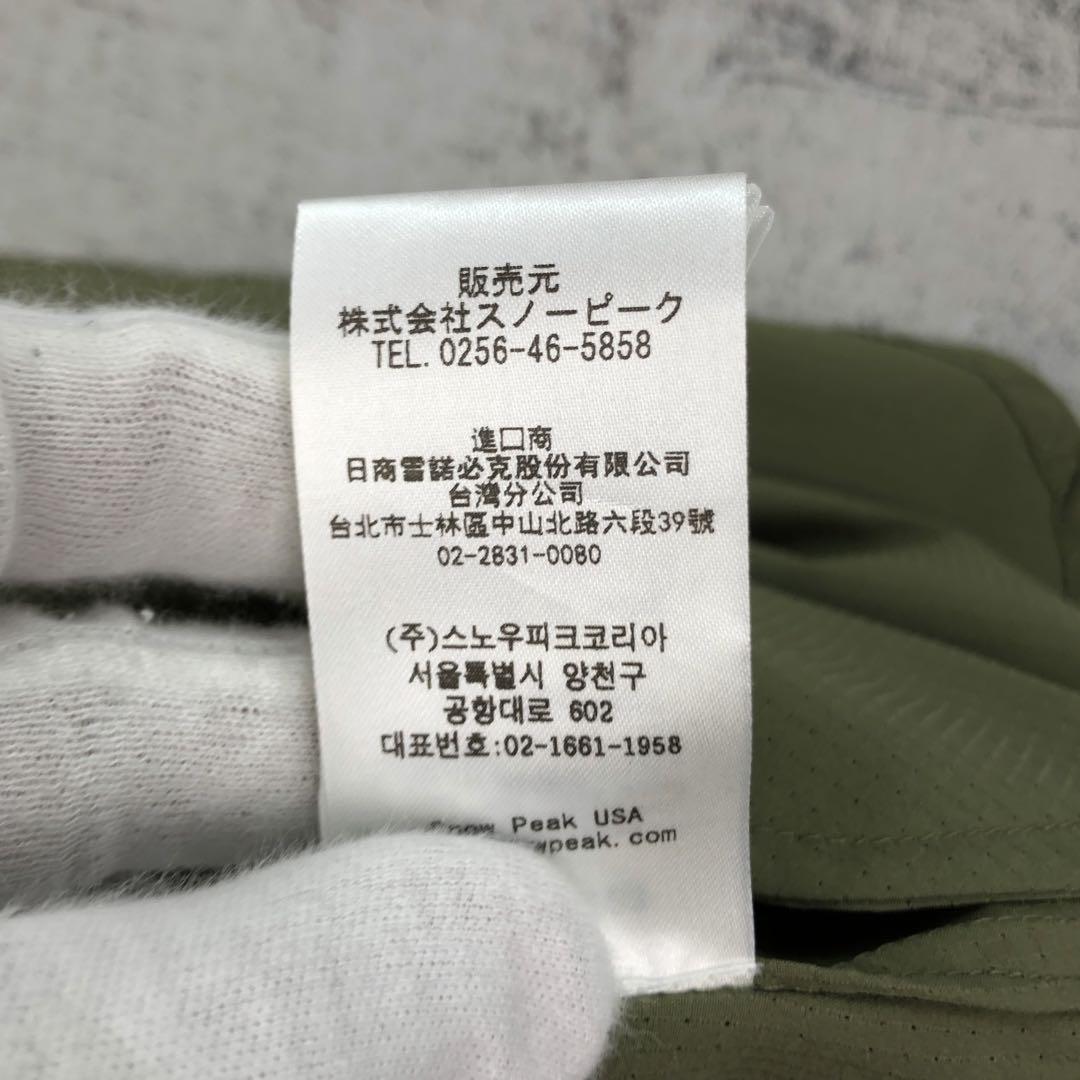 販売元
株式会社スノーピーク
TEL. 0256-46-5858
進口商
日商雪諾必克股份有限公司
台灣分公司
台北市士林區中山北路六段39號
02-2831-0080
(주)스노우피크코리아
서울특별시 양천구
공항대로 602
대표번호:02-1661-1958
Snow Peak USA
wpeak.com